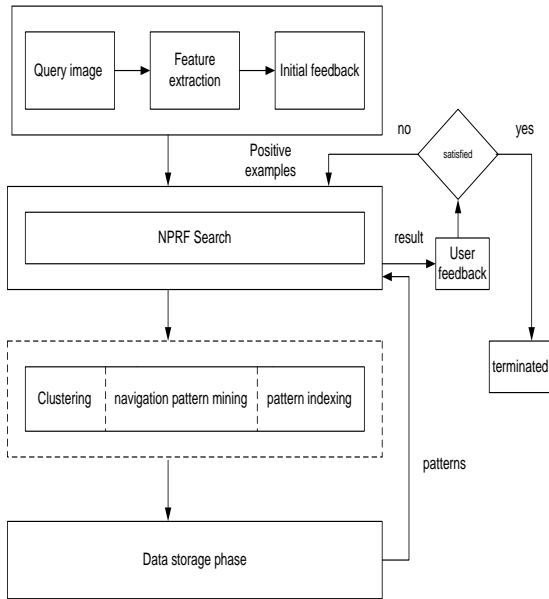 Query image
Feature
extraction
Initial feedback
no
yes
satisfied
Positive
examples
NPRF Search
result
User
feedback
terminated
Clustering
navigation pattern mining
pattern indexing
patterns
Data storage phase